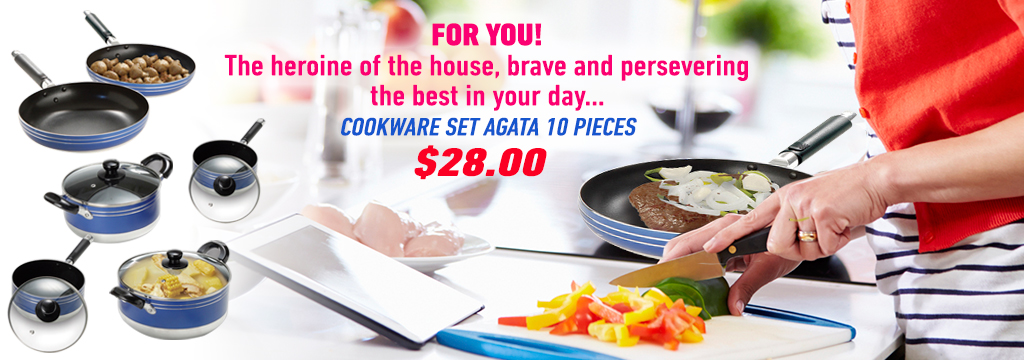 FOR YOU!
The heroine of the house, brave and persevering
the best in your day...
COOKWARE SET AGATA 10 PIECES
$28.00